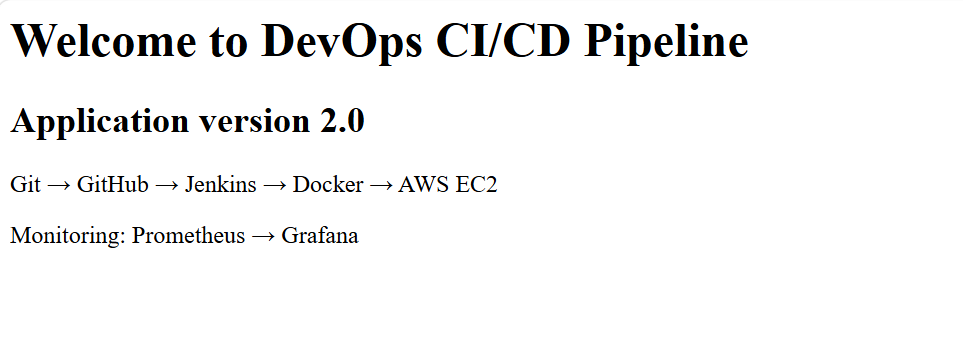 Welcome to DevOps CI/CD Pipeline
Application version 2.0
Git → GitHub → Jenkins → Docker → AWS EC2
Monitoring: Prometheus → Grafana